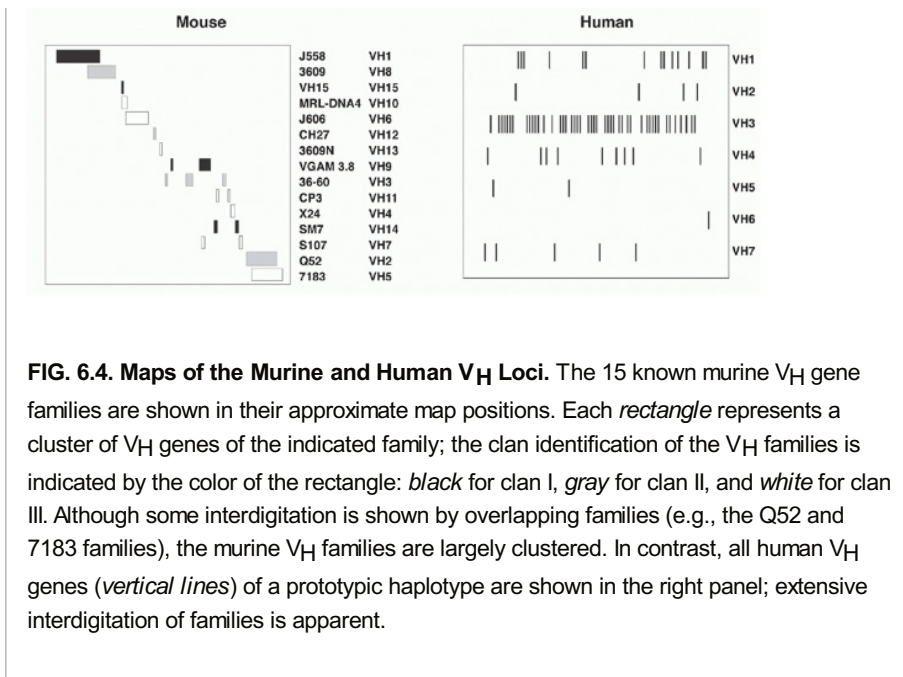 Mouse
Human
J558 VH1
3609 VH8
VH15 VH15
MRL-DNA4 VH10
J606 VH6
CH27 VH12
3609N VH13
VGAM 3.8 VH9
36-60 VH3
CP3 VH11
X24 VH4
SM7 VH14
S107 VH7
Q52 VH2
7183 VH5
VH1
VH2
VH3
VH4
VH5
VH6
VH7
FIG. 6.4. Maps of the Murine and Human VH Loci. The 15 known murine VH gene
families are shown in their approximate map positions. Each rectangle represents a
cluster of VH genes of the indicated family; the clan identification of the VH families is
indicated by the color of the rectangle: black for clan I, gray for clan II, and white for clan
III. Although some interdigitation is shown by overlapping families (e.g., the Q52 and
7183 families), the murine VH families are largely clustered. In contrast, all human VH
genes (vertical lines) of a prototypic haplotype are shown in the right panel; extensive
interdigitation of families is apparent.